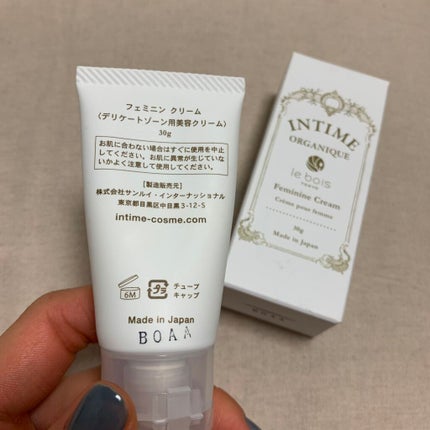 フェミニン クリーム
〈デリケートゾーン用美容クリーム〉
30g
お肌に合わない場合はすぐに使用を中止
してください。お肌に異常が生じていな
いかよく注意して使用してください。
【製造販売元】
株式会社サンルイ・インターナッショナル
東京都目黒区中目黒3-12-5
intime-cosme.com
6M
プラ
チューブ
キャップ
Made in Japan
BOAA
INTIME
ORGANIQUE
le bois
Feminine Cream
Crème pour femme
30g
Made in Japan
BOAA